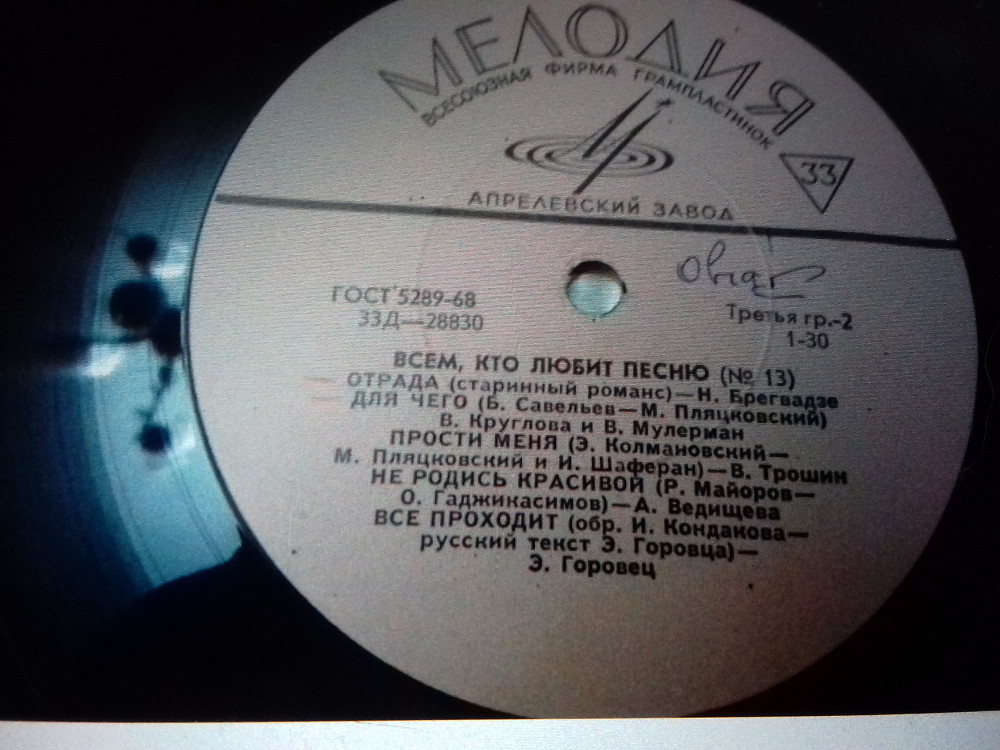 МЕЛОДИЯ
ВСЕСОЮЗНАЯ ФИРМА ГРАМПЛАСТИНОК
33
АПРЕЛЕВСКИЙ ЗАВОД
ГОСТ 5289-68
33Д—28830
Третья гр.-2
1-30
ВСЕМ, КТО ЛЮБИТ ПЕСНЮ (№ 13)
ОТРАДА (старинный романс)—Н. Брегвадзе
ДЛЯ ЧЕГО (Б. Савельев—М. Пляцковский)
В. Круглова и В. Мулерман
ПРОСТИ МЕНЯ (Э. Колмановский—
М. Пляцковский и И. Шаферан)—В. Трошин
НЕ РОДИСЬ КРАСИВОЙ (Р. Майоров—
О. Гаджикасимов)—А. Ведищева
ВСЕ ПРОХОДИТ (обр. И. Кондакова—
русский текст Э. Горовца)—
Э. Горовец